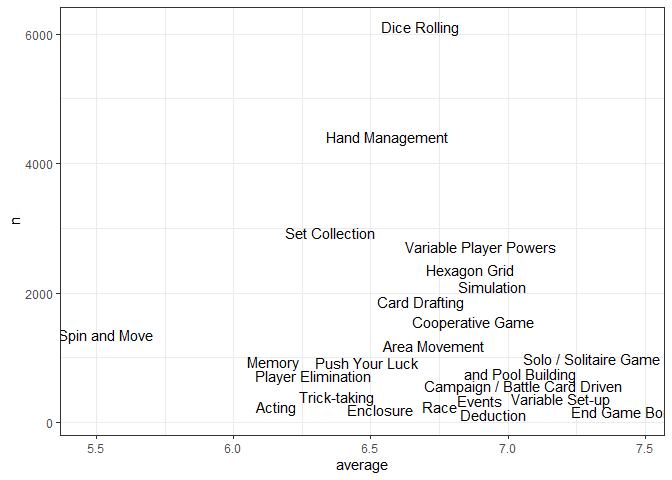 6000
4000
2000
0
n
Dice Rolling
Hand Management
Set Collection
Variable Player Powers
Hexagon Grid
Simulation
Card Drafting
Cooperative Game
Spin and Move
Area Movement
Solo / Solitaire Game
Memory
Push Your Luck
and Pool Building
Player Elimination
Campaign / Battle Card Driven
Trick-taking
Variable Set-up
Events
Acting
Race
Enclosure
End Game Bo
Deduction
5.5
6.0
6.5
7.0
7.5
average